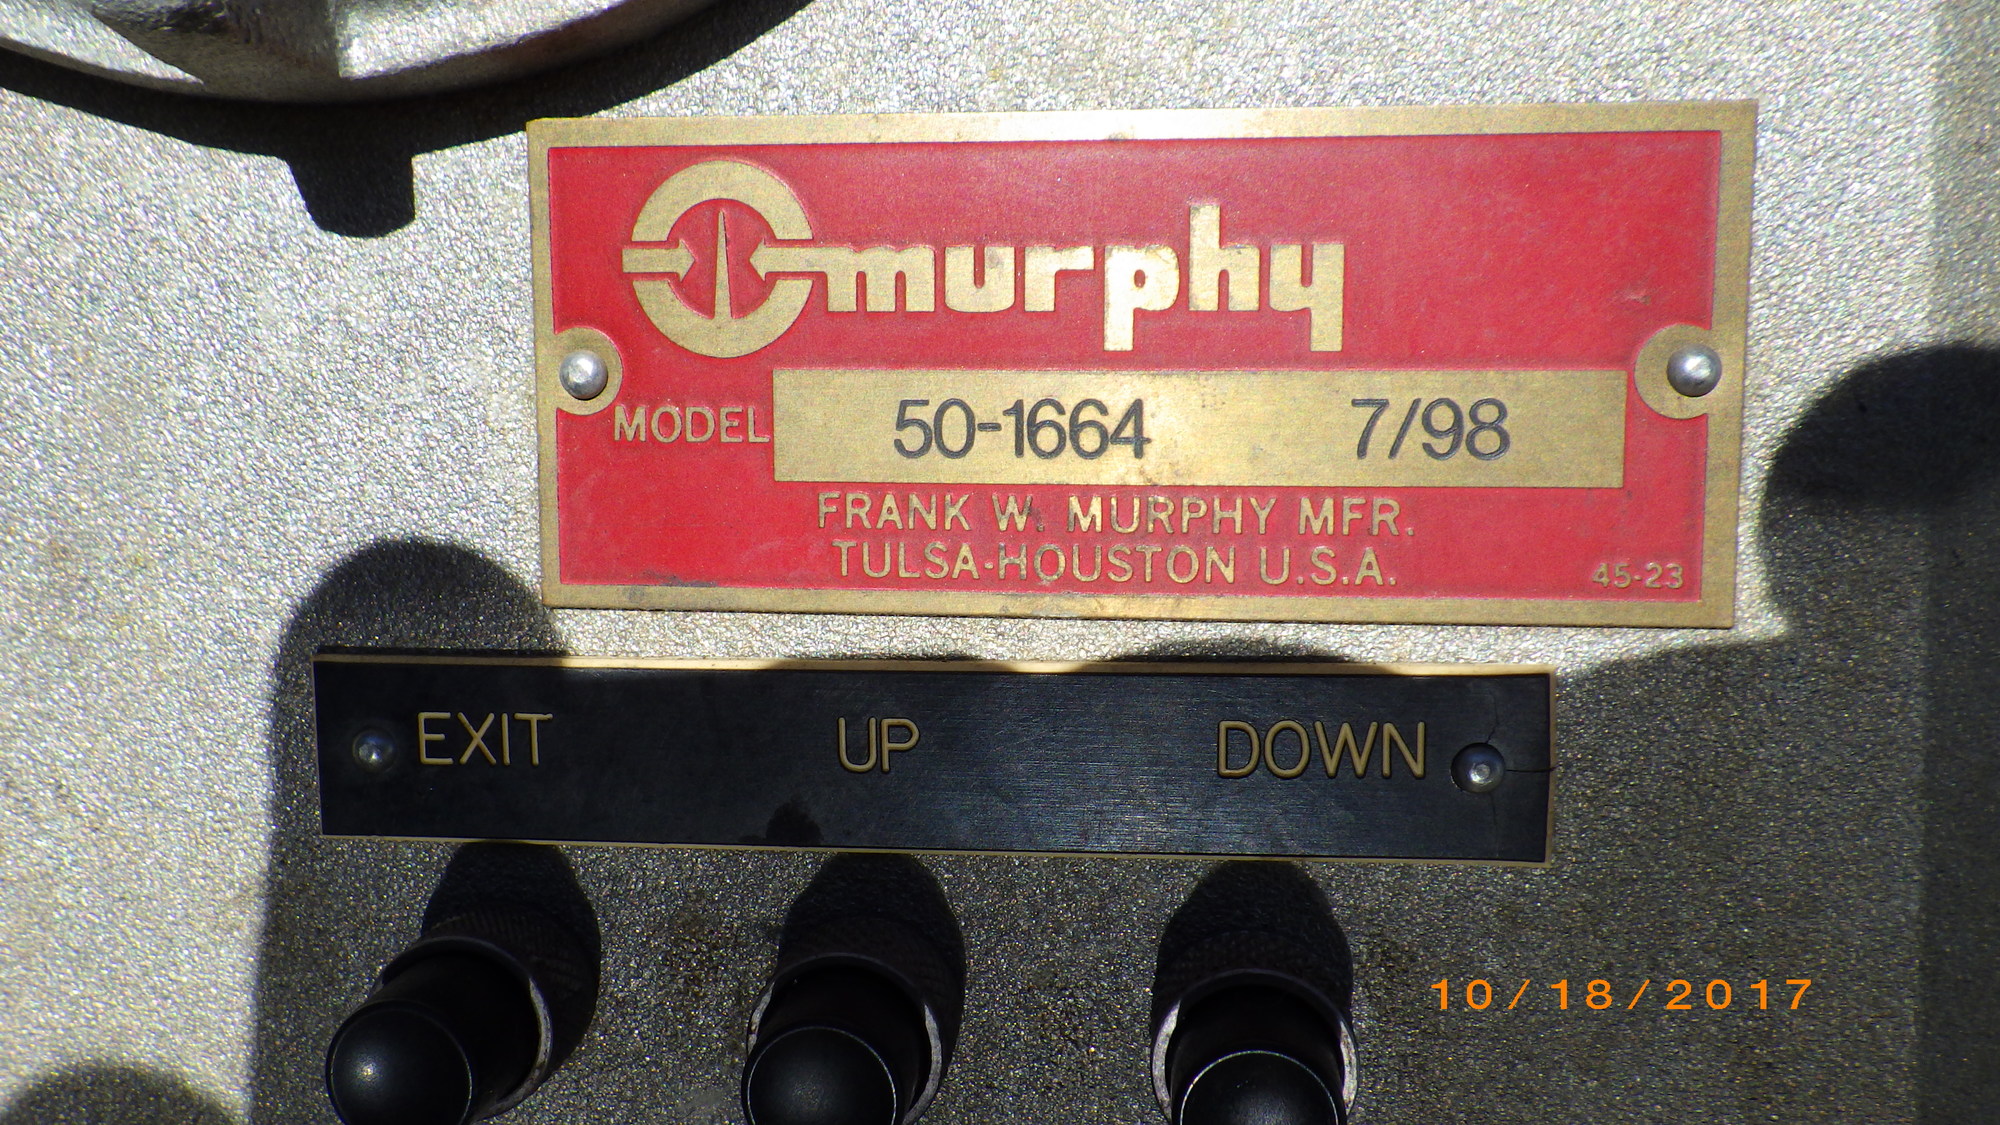 murphy
MODEL 50-1664 7/98
FRANK W. MURPHY MFR.
TULSA-HOUSTON U.S.A.
45-23
EXIT UP DOWN
10/18/2017